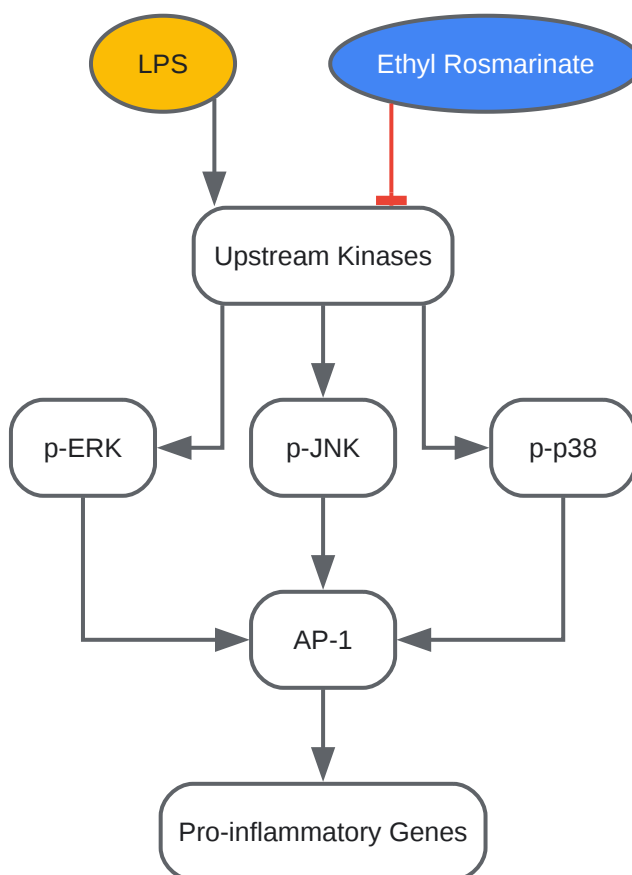 LPS
Ethyl Rosmarinate
Upstream Kinases
p-ERK
p-JNK
p-p38
AP-1
Pro-inflammatory Genes